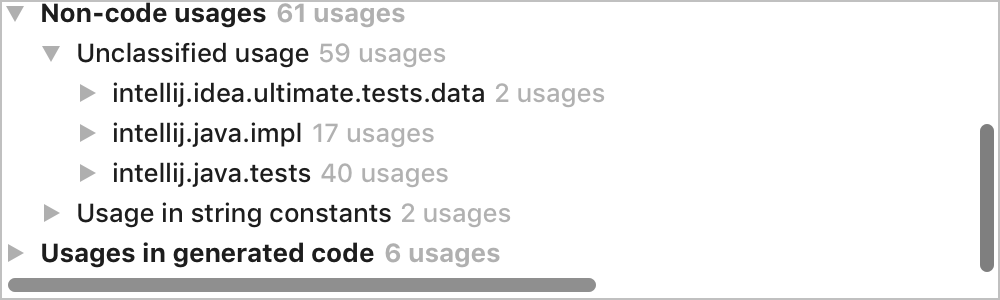 Non-code usages 61 usages
Unclassified usage 59 usages
intellij.idea.ultimate.tests.data 2 usages
intellij.java.impl 17 usages
intellij.java.tests 40 usages
Usage in string constants 2 usages
Usages in generated code 6 usages